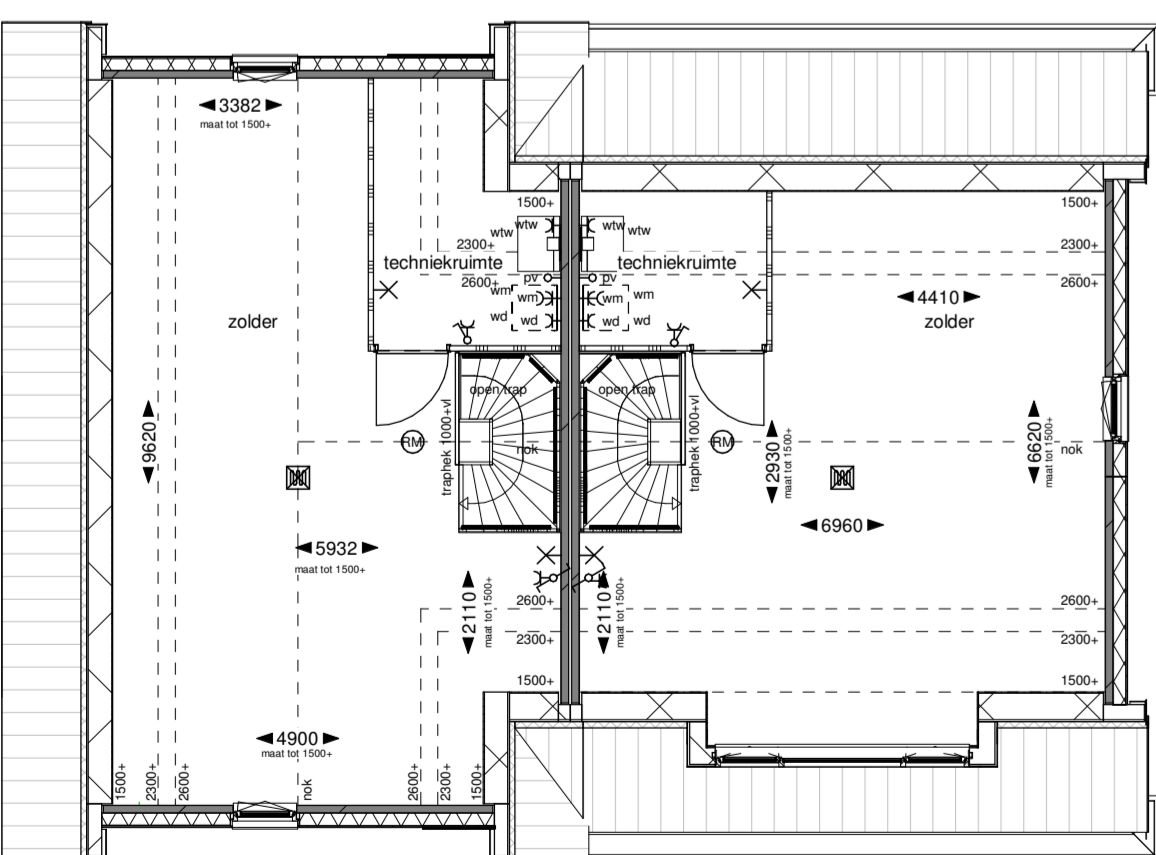 3382
maat tot 1500+
1500+
1500+
1500+
wtw
wtw
wtw
wtw
2300+
2300+
techniekruimte
techniekruimte
2600+
pv
pv
2600+
wm
wm
wm
wm
wd
wd
wd
wd
4410
zolder
zolder
open trap
open trap
9620
traphek 1000+vl
RM
nok
traphek 1000+vl
RM
2930
maat tot 1500+
6620
maat tot 1500+
nok
6960
5932
maat tot 1500+
2110
maat tot 1500+
2110
maat tot 1500+
2600+
2600+
2300+
2300+
1500+
1500+
4900
maat tot 1500+
1500+
2300+
2600+
nok
2600+
2300+
1500+